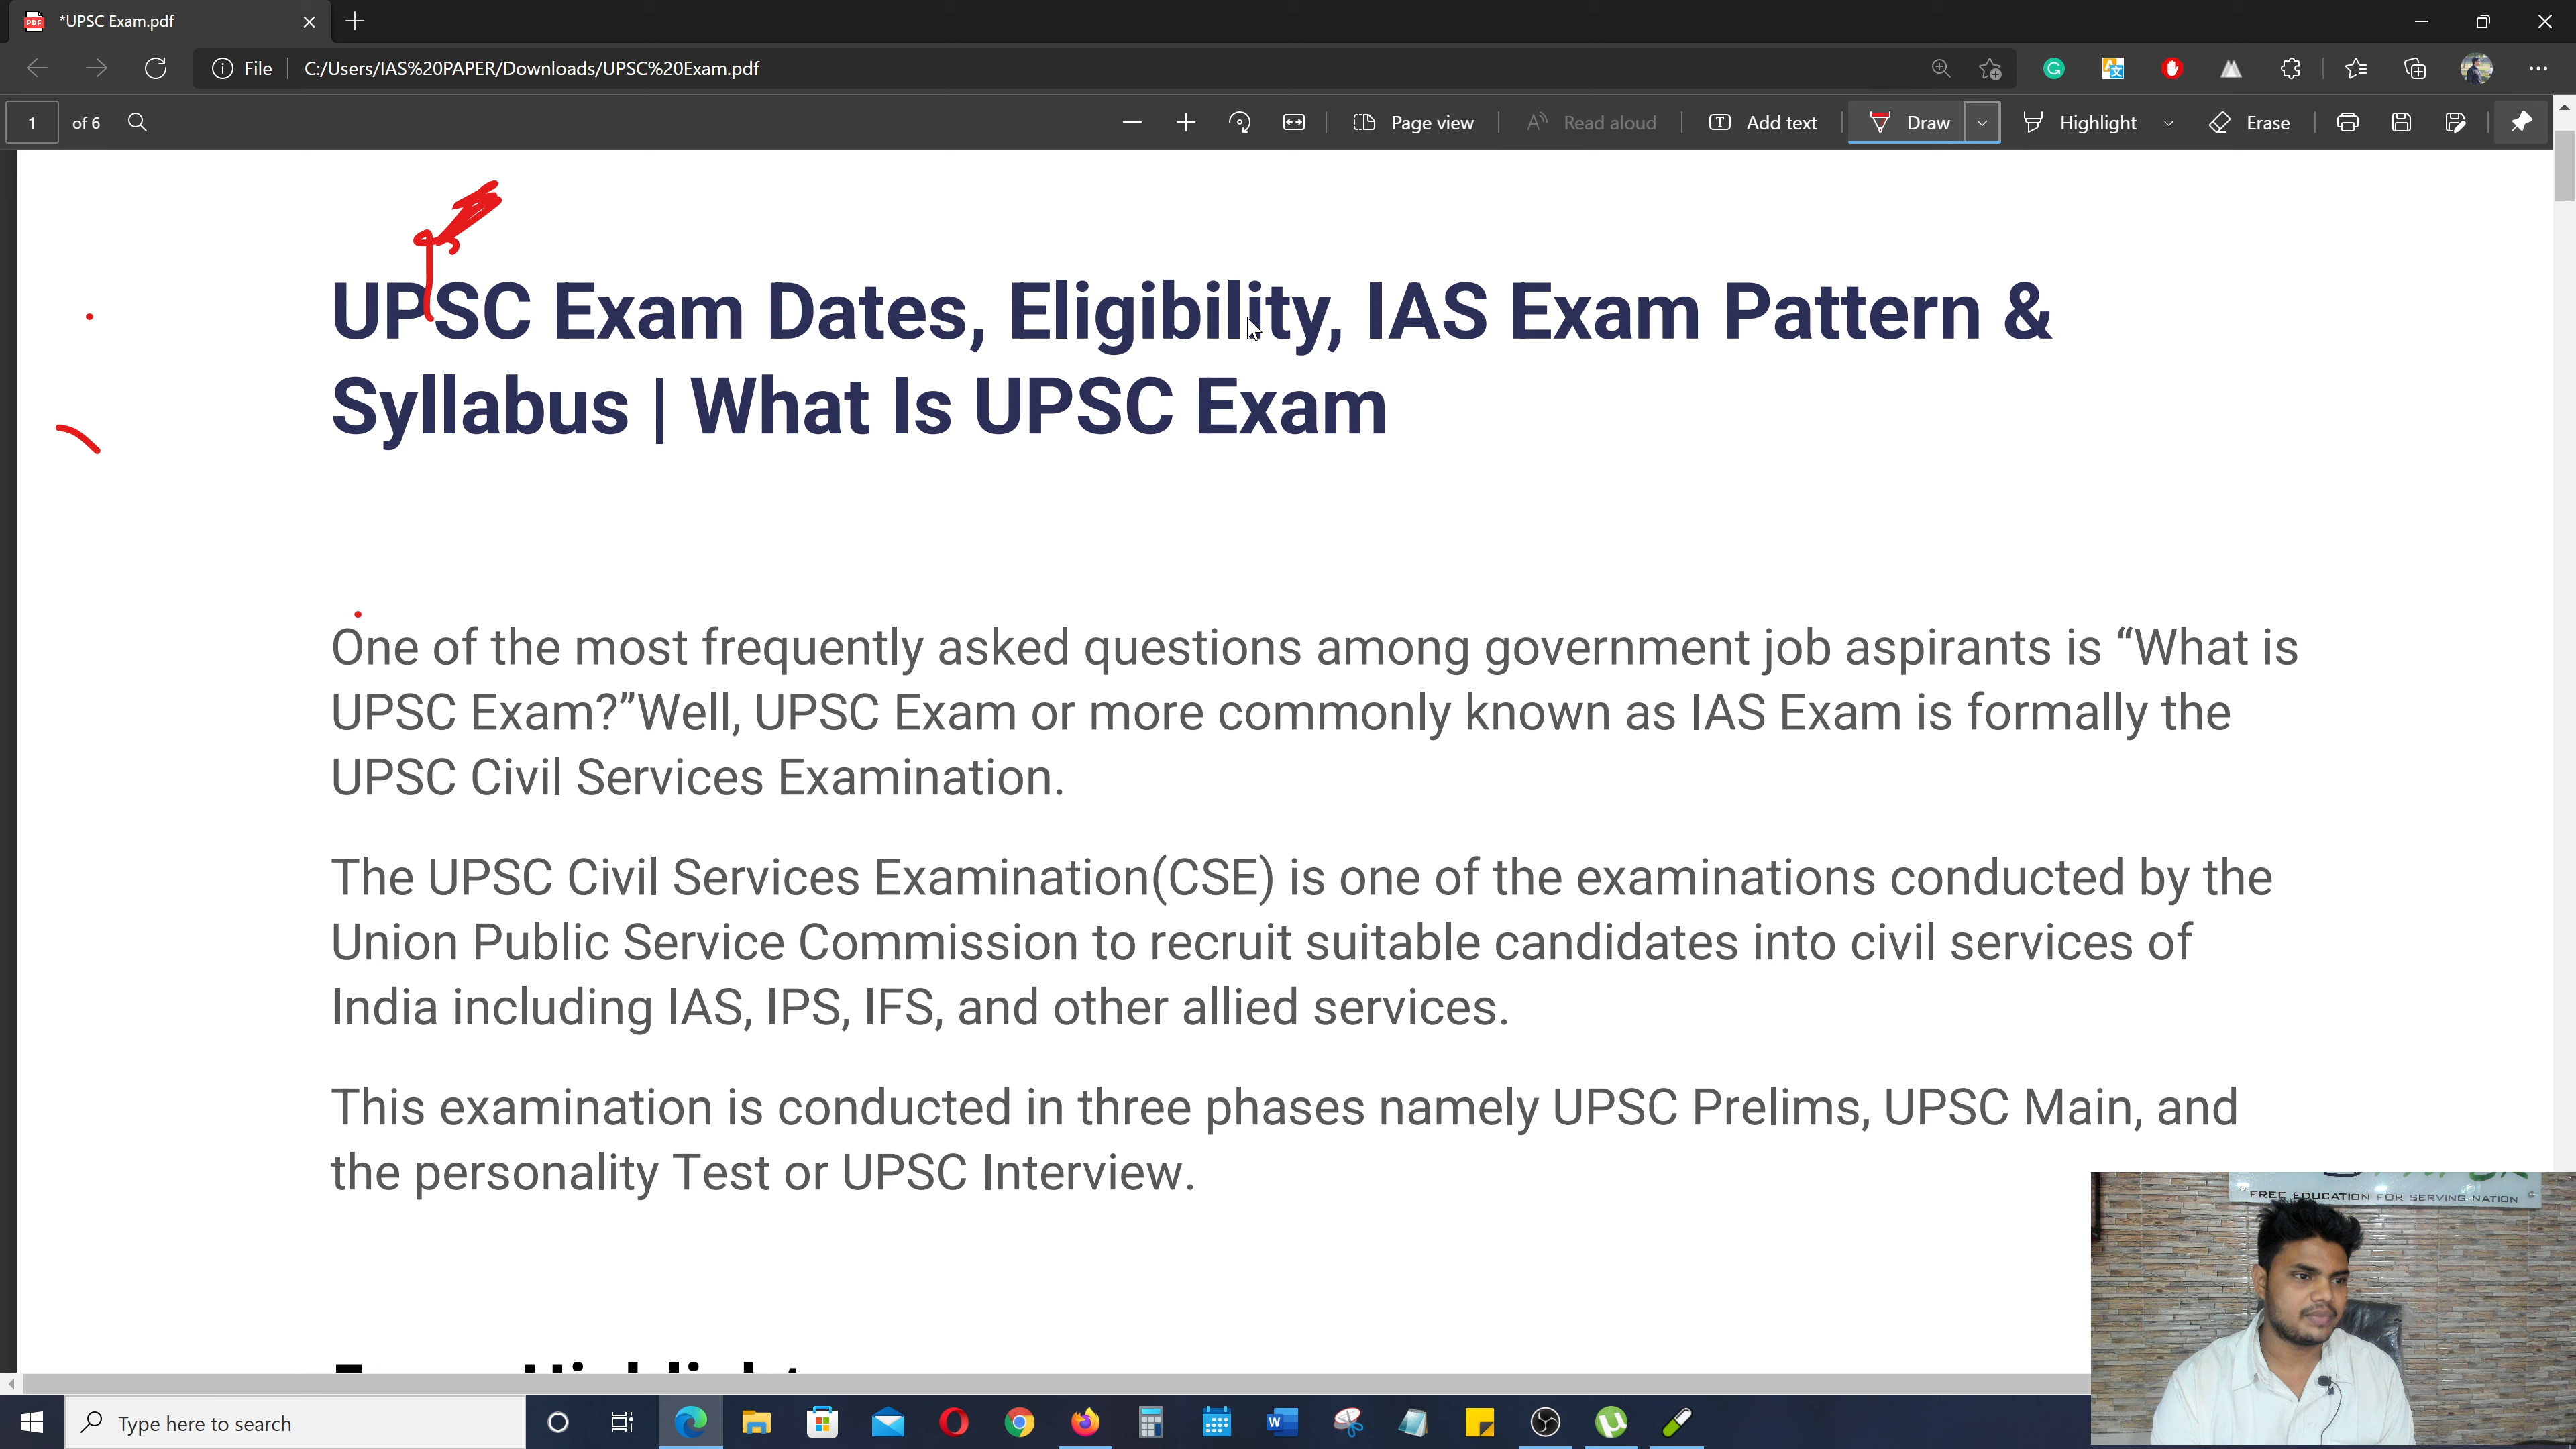 *UPSC Exam.pdf
File
C:/Users/IAS%20PAPER/Downloads/UPSC%20Exam.pdf
1 of 6
Page view
Read aloud
Add text
Draw
Highlight
Erase
UPSC Exam Dates, Eligibility, IAS Exam Pattern &
Syllabus | What Is UPSC Exam
One of the most frequently asked questions among government job aspirants is “What is
UPSC Exam?”Well, UPSC Exam or more commonly known as IAS Exam is formally the
UPSC Civil Services Examination.
The UPSC Civil Services Examination(CSE) is one of the examinations conducted by the
Union Public Service Commission to recruit suitable candidates into civil services of
India including IAS, IPS, IFS, and other allied services.
This examination is conducted in three phases namely UPSC Prelims, UPSC Main, and
the personality Test or UPSC Interview.
FREE EDUCATION FOR SERVING NATION
Type here to search